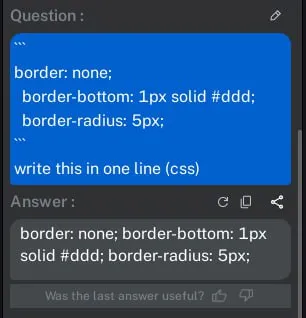 Question :
```
border: none;
border-bottom: 1px solid #ddd;
border-radius: 5px;
```
write this in one line (css)
Answer :
border: none; border-bottom: 1px
solid #ddd; border-radius: 5px;
Was the last answer useful?